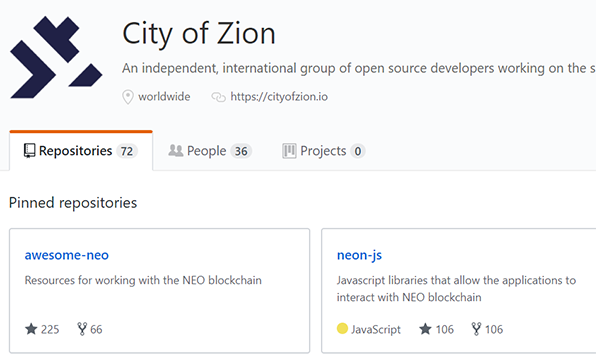 City of Zion
An independent, international group of open source developers working on the s
worldwide https://cityofzion.io
Repositories 72 People 36 Projects 0
Pinned repositories
awesome-neo
Resources for working with the NEO blockchain
225 66
neon-js
Javascript libraries that allow the applications to
interact with NEO blockchain
JavaScript 106 106